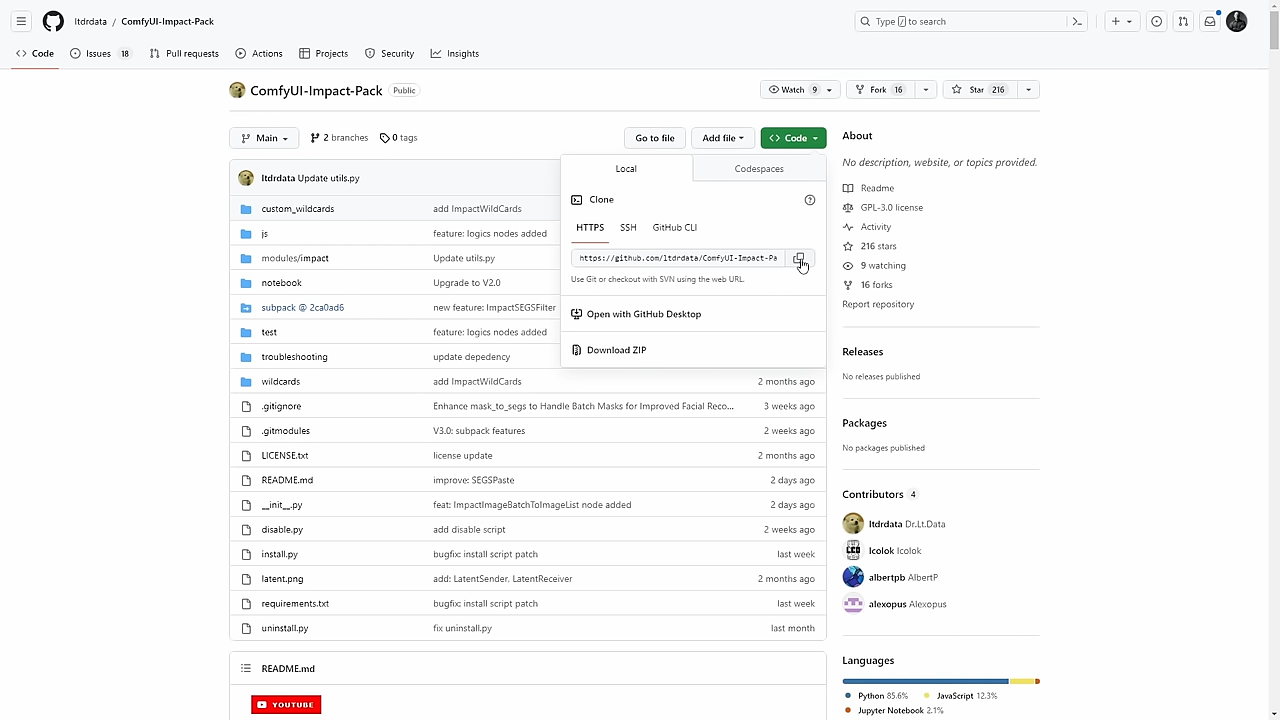 ltdrdata / ComfyUI-Impact-Pack
Type / to search
Code
Issues 18
Pull requests
Actions
Projects
Security
Insights
ComfyUI-Impact-Pack Public
Watch 9
Fork 16
Star 216
Main
2 branches
0 tags
Go to file
Add file
Code
ltdrdata Update utils.py
custom_wildcards add ImpactWildCards
js feature: logics nodes added
modules/impact Update utils.py
notebook Upgrade to V2.0
subpack @ 2ca0ad6 new feature: ImpactSEGSFilter
test feature: logics nodes added
troubleshooting update depedency
wildcards add ImpactWildCards 2 months ago
.gitignore Enhance mask_to_segs to Handle Batch Masks for Improved Facial Reco... 3 weeks ago
.gitmodules V3.0: subpack features 2 weeks ago
LICENSE.txt license update 2 months ago
README.md improve: SEGSPaste 2 days ago
__init__.py feat: ImpactImageBatchToImageList node added 2 days ago
disable.py add disable script 2 weeks ago
install.py bugfix: install script patch last week
latent.png add: LatentSender, LatentReceiver 2 months ago
requirements.txt bugfix: install script patch last week
uninstall.py fix uninstall.py last month
README.md
YOUTUBE
Local
Codespaces
Clone
HTTPS
SSH
GitHub CLI
https://github.com/ltdrdata/ComfyUI-Impact-Pa
Use Git or checkout with SVN using the web URL.
Open with GitHub Desktop
Download ZIP
About
No description, website, or topics provided.
Readme
GPL-3.0 license
Activity
216 stars
9 watching
16 forks
Report repository
Releases
No releases published
Packages
No packages published
Contributors 4
ltdrdata Dr.Lt.Data
lcolok lcolok
albertpb AlbertP
alexopus Alexopus
Languages
Python 85.6%
JavaScript 12.3%
Jupyter Notebook 2.1%